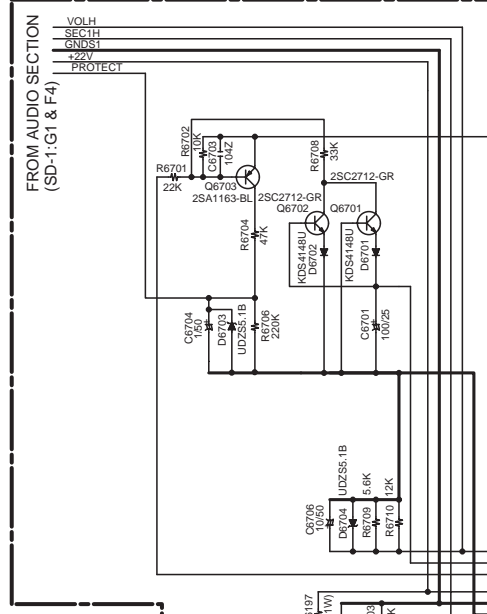 FROM AUDIO SECTION
(SD-1:G1 & F4)
VOLH
SEC1H
GNDS1
+22V
PROTECT
R6702
10K
C6703
104Z
R6701
22K
Q6703
2SA1163-BL
R6708
33K
2SC2712-GR
2SC2712-GR
Q6702
Q6701
R6704
47K
KDS4148U
D6702
KDS4148U
D6701
C6704
1/50
D6703
UDZS5.1B
R6706
220K
C6701
100/25
C6706
10/50
D6704
UDZS5.1B
R6709
5.6K
R6710
12K